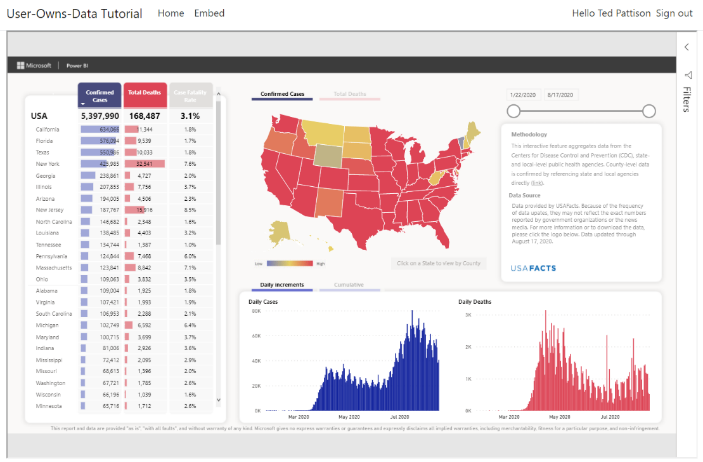 User-Owns-Data Tutorial Home Embed Hello Ted Pattison Sign out
Microsoft Power BI
Filters
Confirmed Cases Total Deaths Case Fatality Rate
USA 5,397,990 168,487 3.1%
California 634,066 11,344 1.8%
Florida 576,094 9,539 1.7%
Texas 550,866 10,033 1.8%
New York 425,985 32,541 7.6%
Georgia 238,861 4,727 2.0%
Illinois 207,855 7,756 3.7%
Arizona 194,005 4,506 2.3%
New Jersey 187,767 15,916 8.5%
North Carolina 146,682 2,348 1.6%
Louisiana 138,485 4,403 3.2%
Tennessee 134,744 1,387 1.0%
Pennsylvania 124,844 7,468 6.0%
Massachusetts 123,841 8,842 7.1%
Ohio 109,063 3,832 3.5%
Alabama 109,004 1,925 1.8%
Virginia 107,421 1,993 1.9%
South Carolina 106,953 2,288 2.1%
Michigan 102,749 6,592 6.4%
Maryland 100,715 3,699 3.7%
Indiana 81,006 2,926 3.6%
Mississippi 72,412 2,095 2.9%
Missouri 68,613 1,396 2.0%
Washington 67,721 1,785 2.6%
Wisconsin 66,196 1,039 1.6%
Minnesota 65,716 1,712 2.6%
Confirmed Cases Total Deaths
Low High
Click on a State to view by County
1/22/2020 8/17/2020
Methodology
This interactive feature aggregates data from the
Centers for Disease Control and Prevention (CDC), state-
and local-level public health agencies. County-level data
is confirmed by referencing state and local agencies
directly (link).
Data Source
Data provided by USAFacts. Because of the frequency
of data upates, they may not reflect the exact numbers
reported by government organizations or the news
media. For more information or to download the data,
please click the logo below. Data updated through
August 17, 2020.
USAFACTS
Daily Increments Cumulative
Daily Cases
80K
60K
40K
20K
0K
Mar 2020 May 2020 Jul 2020
Daily Deaths
3K
2K
1K
0K
Mar 2020 May 2020 Jul 2020
This report and data are provided "as is", "with all faults", and without warranty of any kind. Microsoft gives no express warranties or guarantees and expressly disclaims all implied warranties, including merchantability, fitness for a particular purpose, and non-infringement